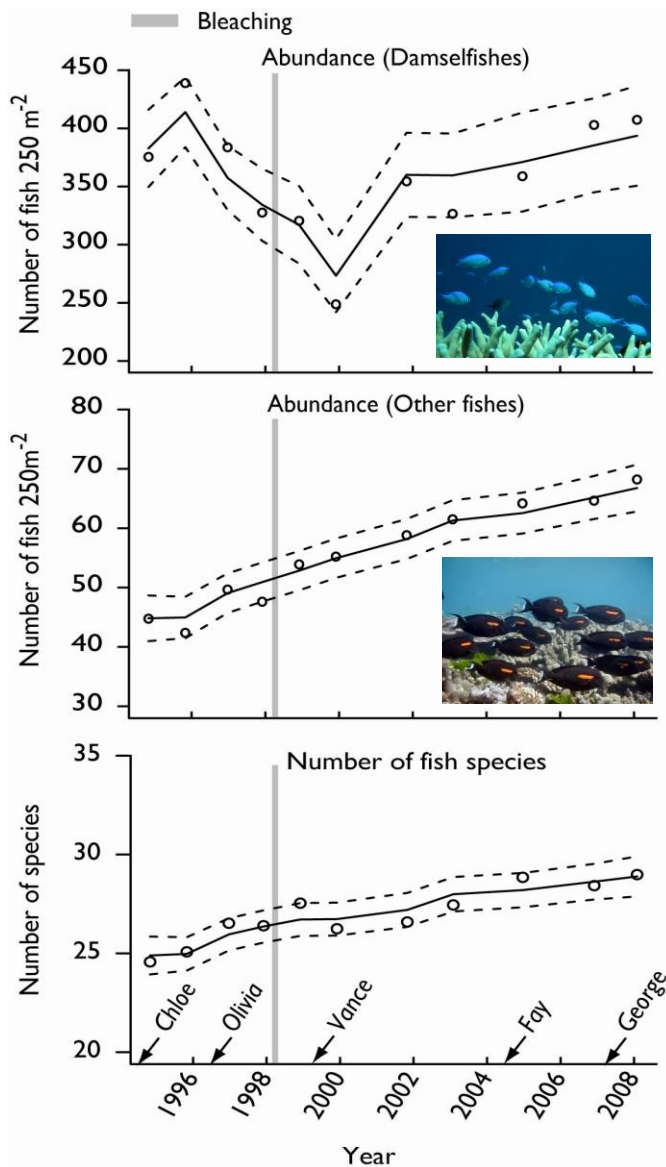 Bleaching
Abundance (Damselfishes)
Number of fish 250 m-2
450
400
350
300
250
200
Abundance (Other fishes)
Number of fish 250m-2
80
70
60
50
40
30
Number of fish species
Number of species
35
30
25
20
Chloe
Olivia
Vance
Fay
George
1996
1998
2000
2002
2004
2006
2008
Year